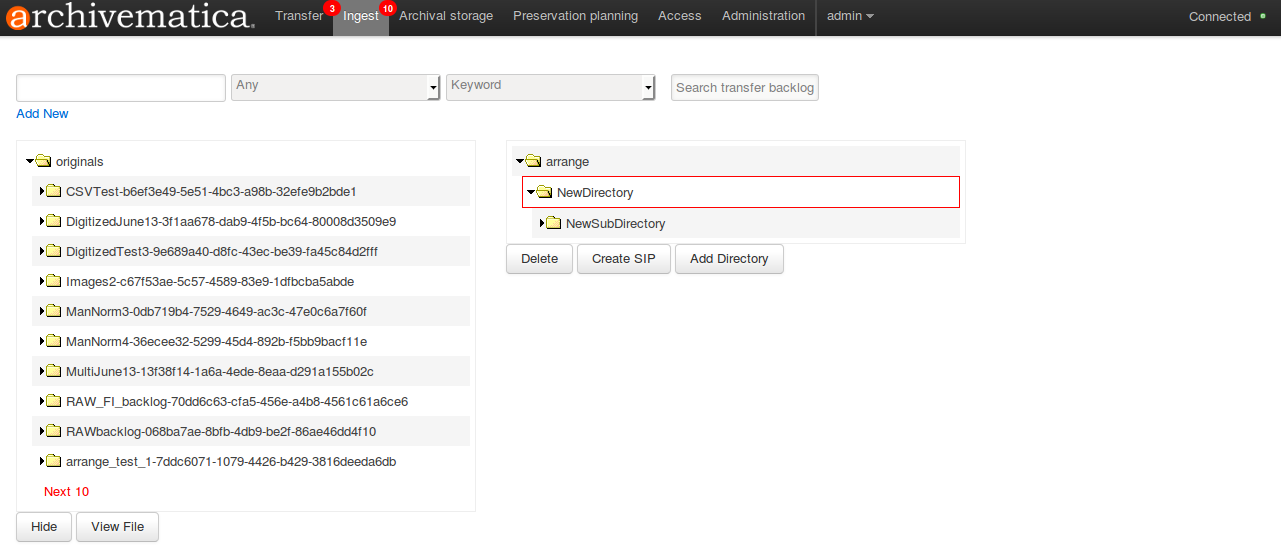 archivematica.
Transfer 3 Ingest 10 Archival storage Preservation planning Access Administration admin Connected
Any Keyword Search transfer backlog
Add New
originals
CSVTest-b6ef3e49-5e51-4bc3-a98b-32efe9b2bde1
DigitizedJune13-3f1aa678-dab9-4f5b-bc64-80008d3509e9
DigitizedTest3-9e689a40-d8fc-43ec-be39-fa45c84d2fff
Images2-c67f53ae-5c57-4589-83e9-1dfbcba5abde
ManNorm3-0db719b4-7529-4649-ac3c-47e0c6a7f60f
ManNorm4-36ecee32-5299-45d4-892b-f5bb9bacf11e
MultiJune13-13f38f14-1a6a-4ede-8eaa-d291a155b02c
RAW_FI_backlog-70dd6c63-cfa5-456e-a4b8-4561c61a6ce6
RAWbacklog-068ba7ae-8bfb-4db9-be2f-86ae46dd4f10
arrange_test_1-7ddc6071-1079-4426-b429-3816deeda6db
Next 10
Hide View File
arrange
NewDirectory
NewSubDirectory
Delete Create SIP Add Directory